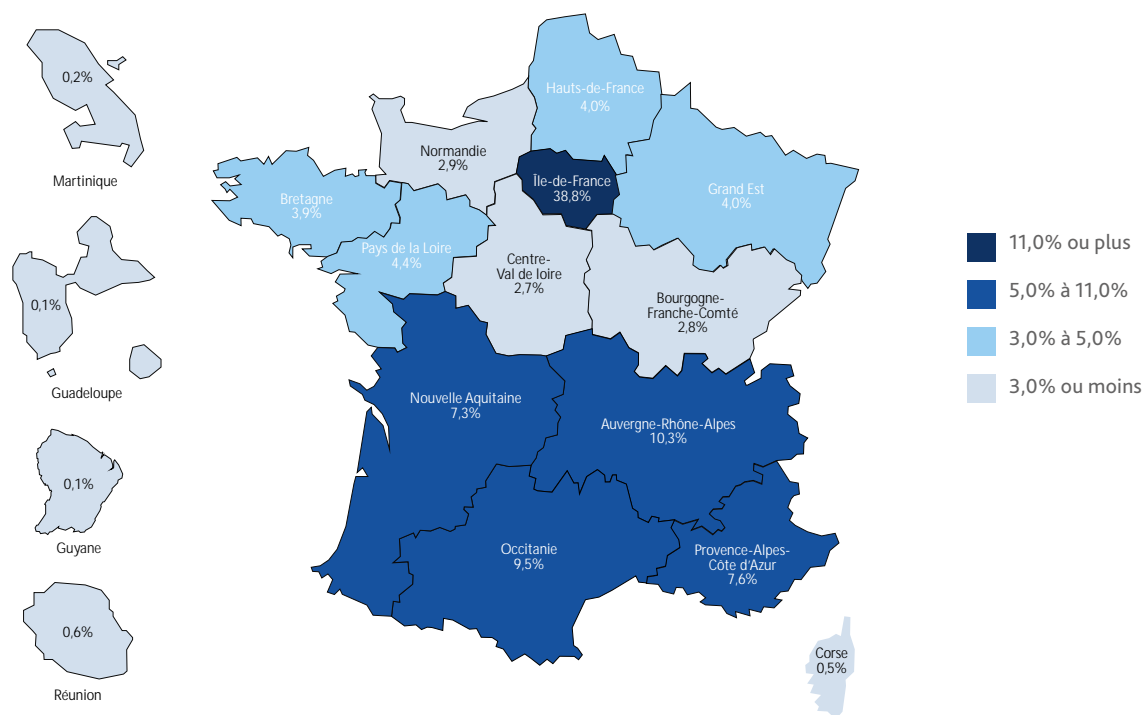 0,2%
Martinique
0,1%
Guadeloupe
0,1%
Guyane
0,6%
Réunion
Hauts-de-France
4,0%
Normandie
2,9%
Île-de-France
38,8%
Grand Est
4,0%
Bretagne
3,9%
Pays de la Loire
4,4%
Centre-
Val de loire
2,7%
Bourgogne-
Franche-Comté
2,8%
Nouvelle Aquitaine
7,3%
Auvergne-Rhône-Alpes
10,3%
Occitanie
9,5%
Provence-Alpes-
Côte d'Azur
7,6%
Corse
0,5%
11,0% ou plus
5,0% à 11,0%
3,0% à 5,0%
3,0% ou moins